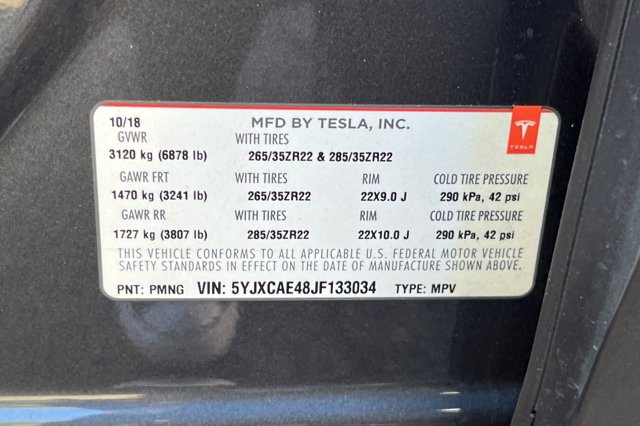 10/18 MFD BY TESLA, INC.
GVWR WITH TIRES
3120 kg (6878 lb) 265/35ZR22 & 285/35ZR22
GAWR FRT WITH TIRES RIM COLD TIRE PRESSURE
1470 kg (3241 lb) 265/35ZR22 22X9.0 J 290 kPa, 42 psi
GAWR RR WITH TIRES RIM COLD TIRE PRESSURE
1727 kg (3807 lb) 285/35ZR22 22X10.0 J 290 kPa, 42 psi
THIS VEHICLE CONFORMS TO ALL APPLICABLE U.S. FEDERAL MOTOR VEHICLE
SAFETY STANDARDS IN EFFECT ON THE DATE OF MANUFACTURE SHOWN ABOVE.
PNT: PMNG VIN: 5YJXCAE48JF133034 TYPE: MPV
TESLA